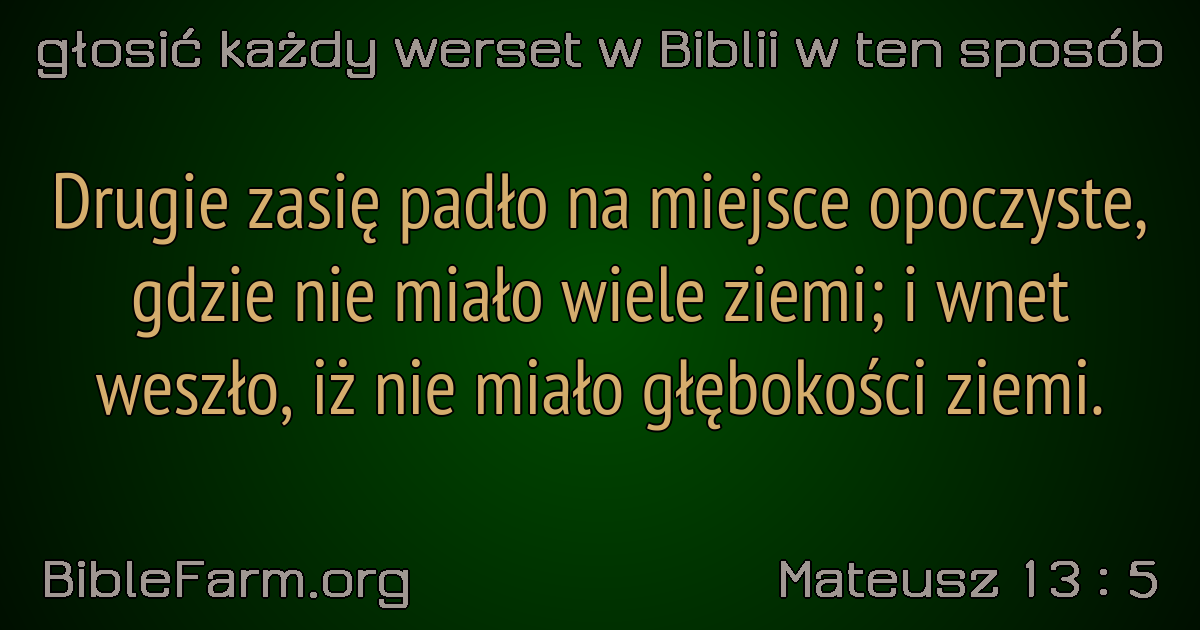 głosić każdy werset w Biblii w ten sposób
Drugie zasię padło na miejsce opoczyste,
gdzie nie miało wiele ziemi; i wnet
weszło, iż nie miało głębokości ziemi.
BibleFarm.org
Mateusz 13 : 5